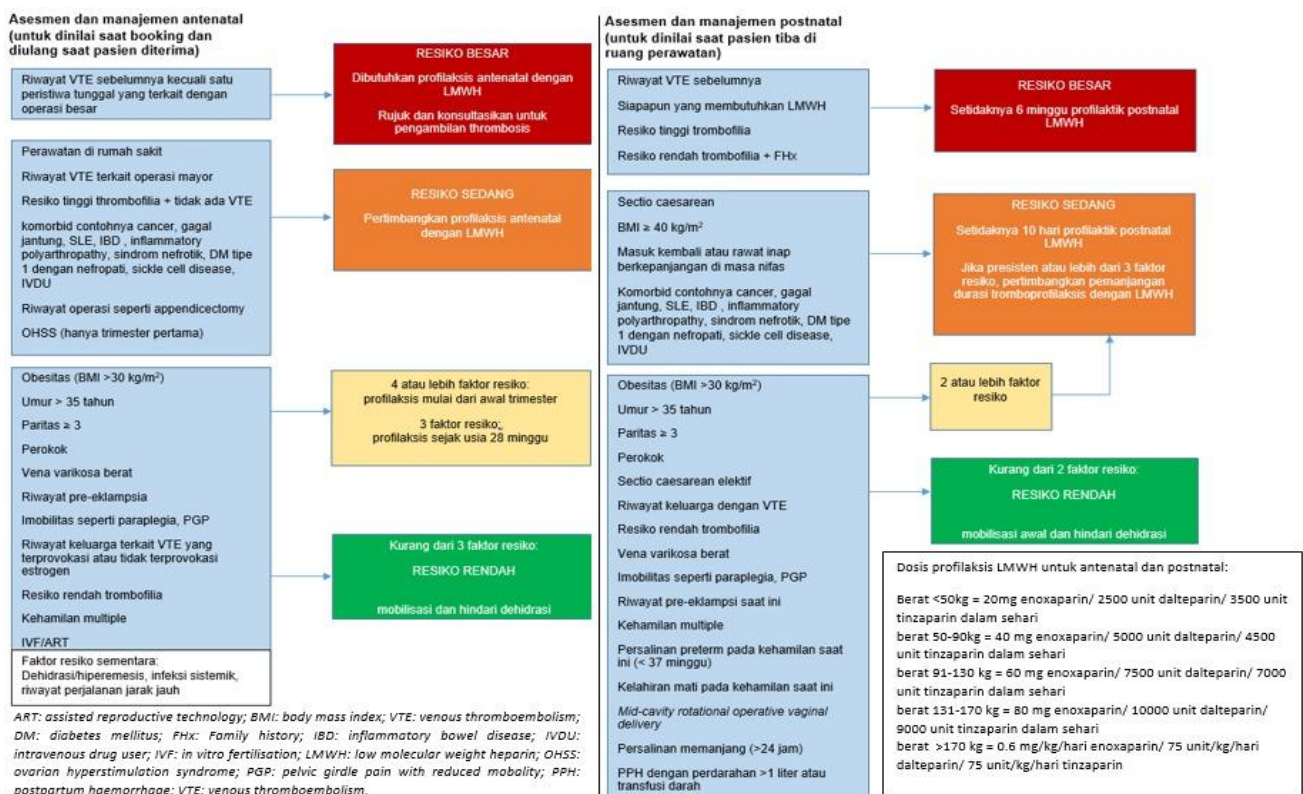 Asesmen dan manajemen antenatal
(untuk dinilai saat booking dan
diulang saat pasien diterima)
Riwayat VTE sebelumnya kecuali satu
peristiwa tunggal yang terkait dengan
operasi besar
RESIKO BESAR
Dibutuhkan profilaksis antenatal dengan
LMWH
Rujuk dan konsultasikan untuk
pengambilan thrombosis
Perawatan di rumah sakit
Riwayat VTE terkait operasi mayor
Resiko tinggi thrombofilia + tidak ada VTE
komorbid contohnya cancer, gagal
jantung, SLE, IBD , inflammatory
polyarthropathy, sindrom nefrotik, DM tipe
1 dengan nefropati, sickle cell disease,
IVDU
Riwayat operasi seperti appendicectomy
OHSS (hanya trimester pertama)
RESIKO SEDANG
Pertimbangkan profilaksis antenatal
dengan LMWH
Obesitas (BMI >30 kg/m²)
Umur > 35 tahun
Paritas ≥ 3
Perokok
Vena varikosa berat
Riwayat pre-eklampsia
Imobilitas seperti paraplegia, PGP
Riwayat keluarga terkait VTE yang
terprovokasi atau tidak terprovokasi
estrogen
Resiko rendah trombofilia
Kehamilan multiple
IVF/ART
4 atau lebih faktor resiko:
profilaksis mulai dari awal trimester
3 faktor resiko:,
profilaksis sejak usia 28 minggu
Kurang dari 3 faktor resiko:
RESIKO RENDAH
mobilisasi dan hindari dehidrasi
Faktor resiko sementara:
Dehidrasi/hiperemesis, infeksi sistemik,
riwayat perjalanan jarak jauh
ART: assisted reproductive technology; BMI: body mass index; VTE: venous thromboembolism;
DM: diabetes mellitus; FHx: Family history; IBD: inflammatory bowel disease; IVDU:
intravenous drug user; IVF: in vitro fertilisation; LMWH: low molecular weight heparin; OHSS:
ovarian hyperstimulation syndrome; PGP: pelvic girdle pain with reduced mobality; PPH:
postpartum haemorrhage; VTE: venous thromboembolism.
Asesmen dan manajemen postnatal
(untuk dinilai saat pasien tiba di
ruang perawatan)
Riwayat VTE sebelumnya
Siapapun yang membutuhkan LMWH
Resiko tinggi trombofilia
Resiko rendah trombofilia + FHx
RESIKO BESAR
Setidaknya 6 minggu profilaktik postnatal
LMWH
Sectio caesarean
BMI ≥ 40 kg/m²
Masuk kembali atau rawat inap
berkepanjangan di masa nifas
Komorbid contohnya cancer, gagal
jantung, SLE, IBD , inflammatory
polyarthropathy, sindrom nefrotik, DM tipe
1 dengan nefropati, sickle cell disease,
IVDU
RESIKO SEDANG
Setidaknya 10 hari profilaktik postnatal
LMWH
Jika presisten atau lebih dari 3 faktor
resiko, pertimbangkan pemanjangan
durasi tromboprofilaksis dengan LMWH
Obesitas (BMI >30 kg/m²)
Umur > 35 tahun
Paritas ≥ 3
Perokok
Sectio caesarean elektif
Riwayat keluarga dengan VTE
Resiko rendah trombofilia
Vena varikosa berat
Imobilitas seperti paraplegia, PGP
Riwayat pre-eklampsi saat ini
Kehamilan multiple
Persalinan preterm pada kehamilan saat
ini (< 37 minggu)
Kelahiran mati pada kehamilan saat ini
Mid-cavity rotational operative vaginal
delivery
Persalinan memanjang (>24 jam)
PPH dengan perdarahan >1 liter atau
transfusi darah
2 atau lebih faktor
resiko
Kurang dari 2 faktor resiko:
RESIKO RENDAH
mobilisasi awal dan hindari dehidrasi
Dosis profilaksis LMWH untuk antenatal dan postnatal:
Berat <50kg = 20mg enoxaparin/ 2500 unit dalteparin/ 3500 unit
tinzaparin dalam sehari
berat 50-90kg = 40 mg enoxaparin/ 5000 unit dalteparin/ 4500
unit tinzaparin dalam sehari
berat 91-130 kg = 60 mg enoxaparin/ 7500 unit dalteparin/ 7000
unit tinzaparin dalam sehari
berat 131-170 kg = 80 mg enoxaparin/ 10000 unit dalteparin/
9000 unit tinzaparin dalam sehari
berat >170 kg = 0.6 mg/kg/hari enoxaparin/ 75 unit/kg/hari
dalteparin/ 75 unit/kg/hari tinzaparin